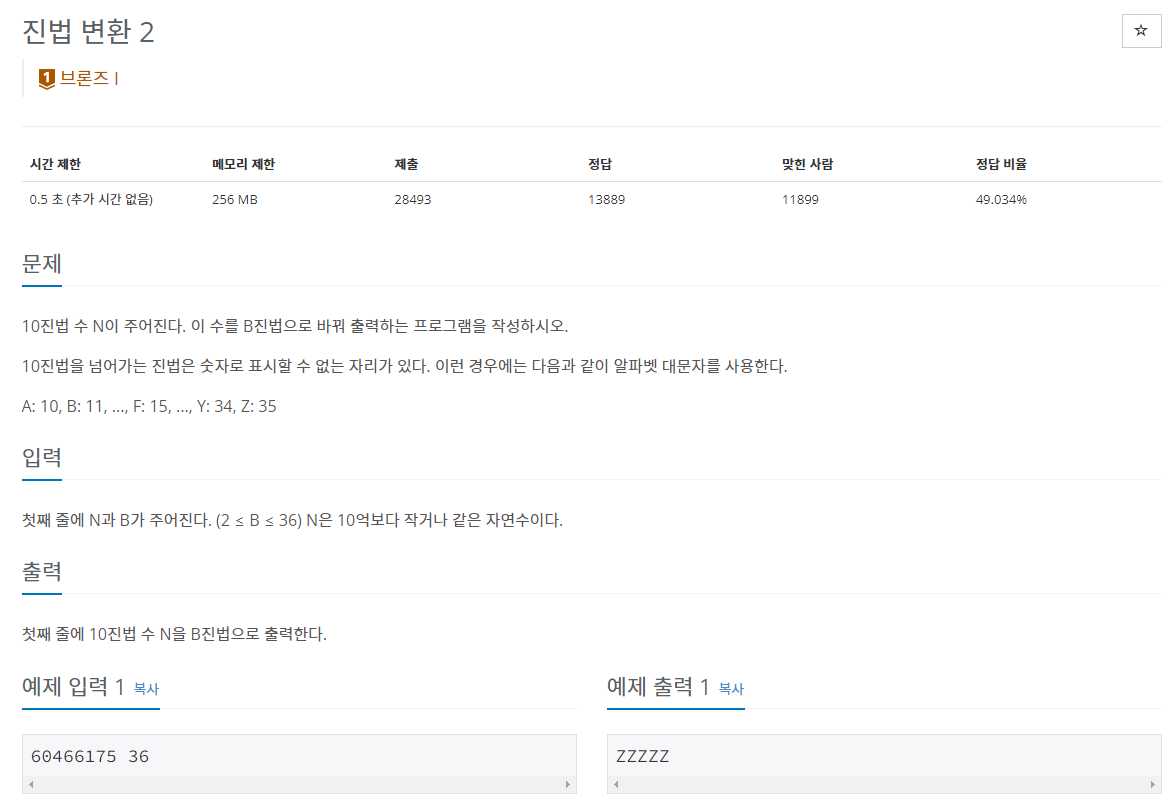 진법 변환 2
☆
1 브론즈 I
시간 제한 메모리 제한 제출 정답 맞힌 사람 정답 비율
0.5 초 (추가 시간 없음) 256 MB 28493 13889 11899 49.034%
문제
10진법 수 N이 주어진다. 이 수를 B진법으로 바꿔 출력하는 프로그램을 작성하시오.
10진법을 넘어가는 진법은 숫자로 표시할 수 없는 자리가 있다. 이런 경우에는 다음과 같이 알파벳 대문자를 사용한다.
A: 10, B: 11, ..., F: 15, ..., Y: 34, Z: 35
입력
첫째 줄에 N과 B가 주어진다. (2 ≤ B ≤ 36) N은 10억보다 작거나 같은 자연수이다.
출력
첫째 줄에 10진법 수 N을 B진법으로 출력한다.
예제 입력 1 복사
60466175 36
예제 출력 1 복사
ZZZZZ